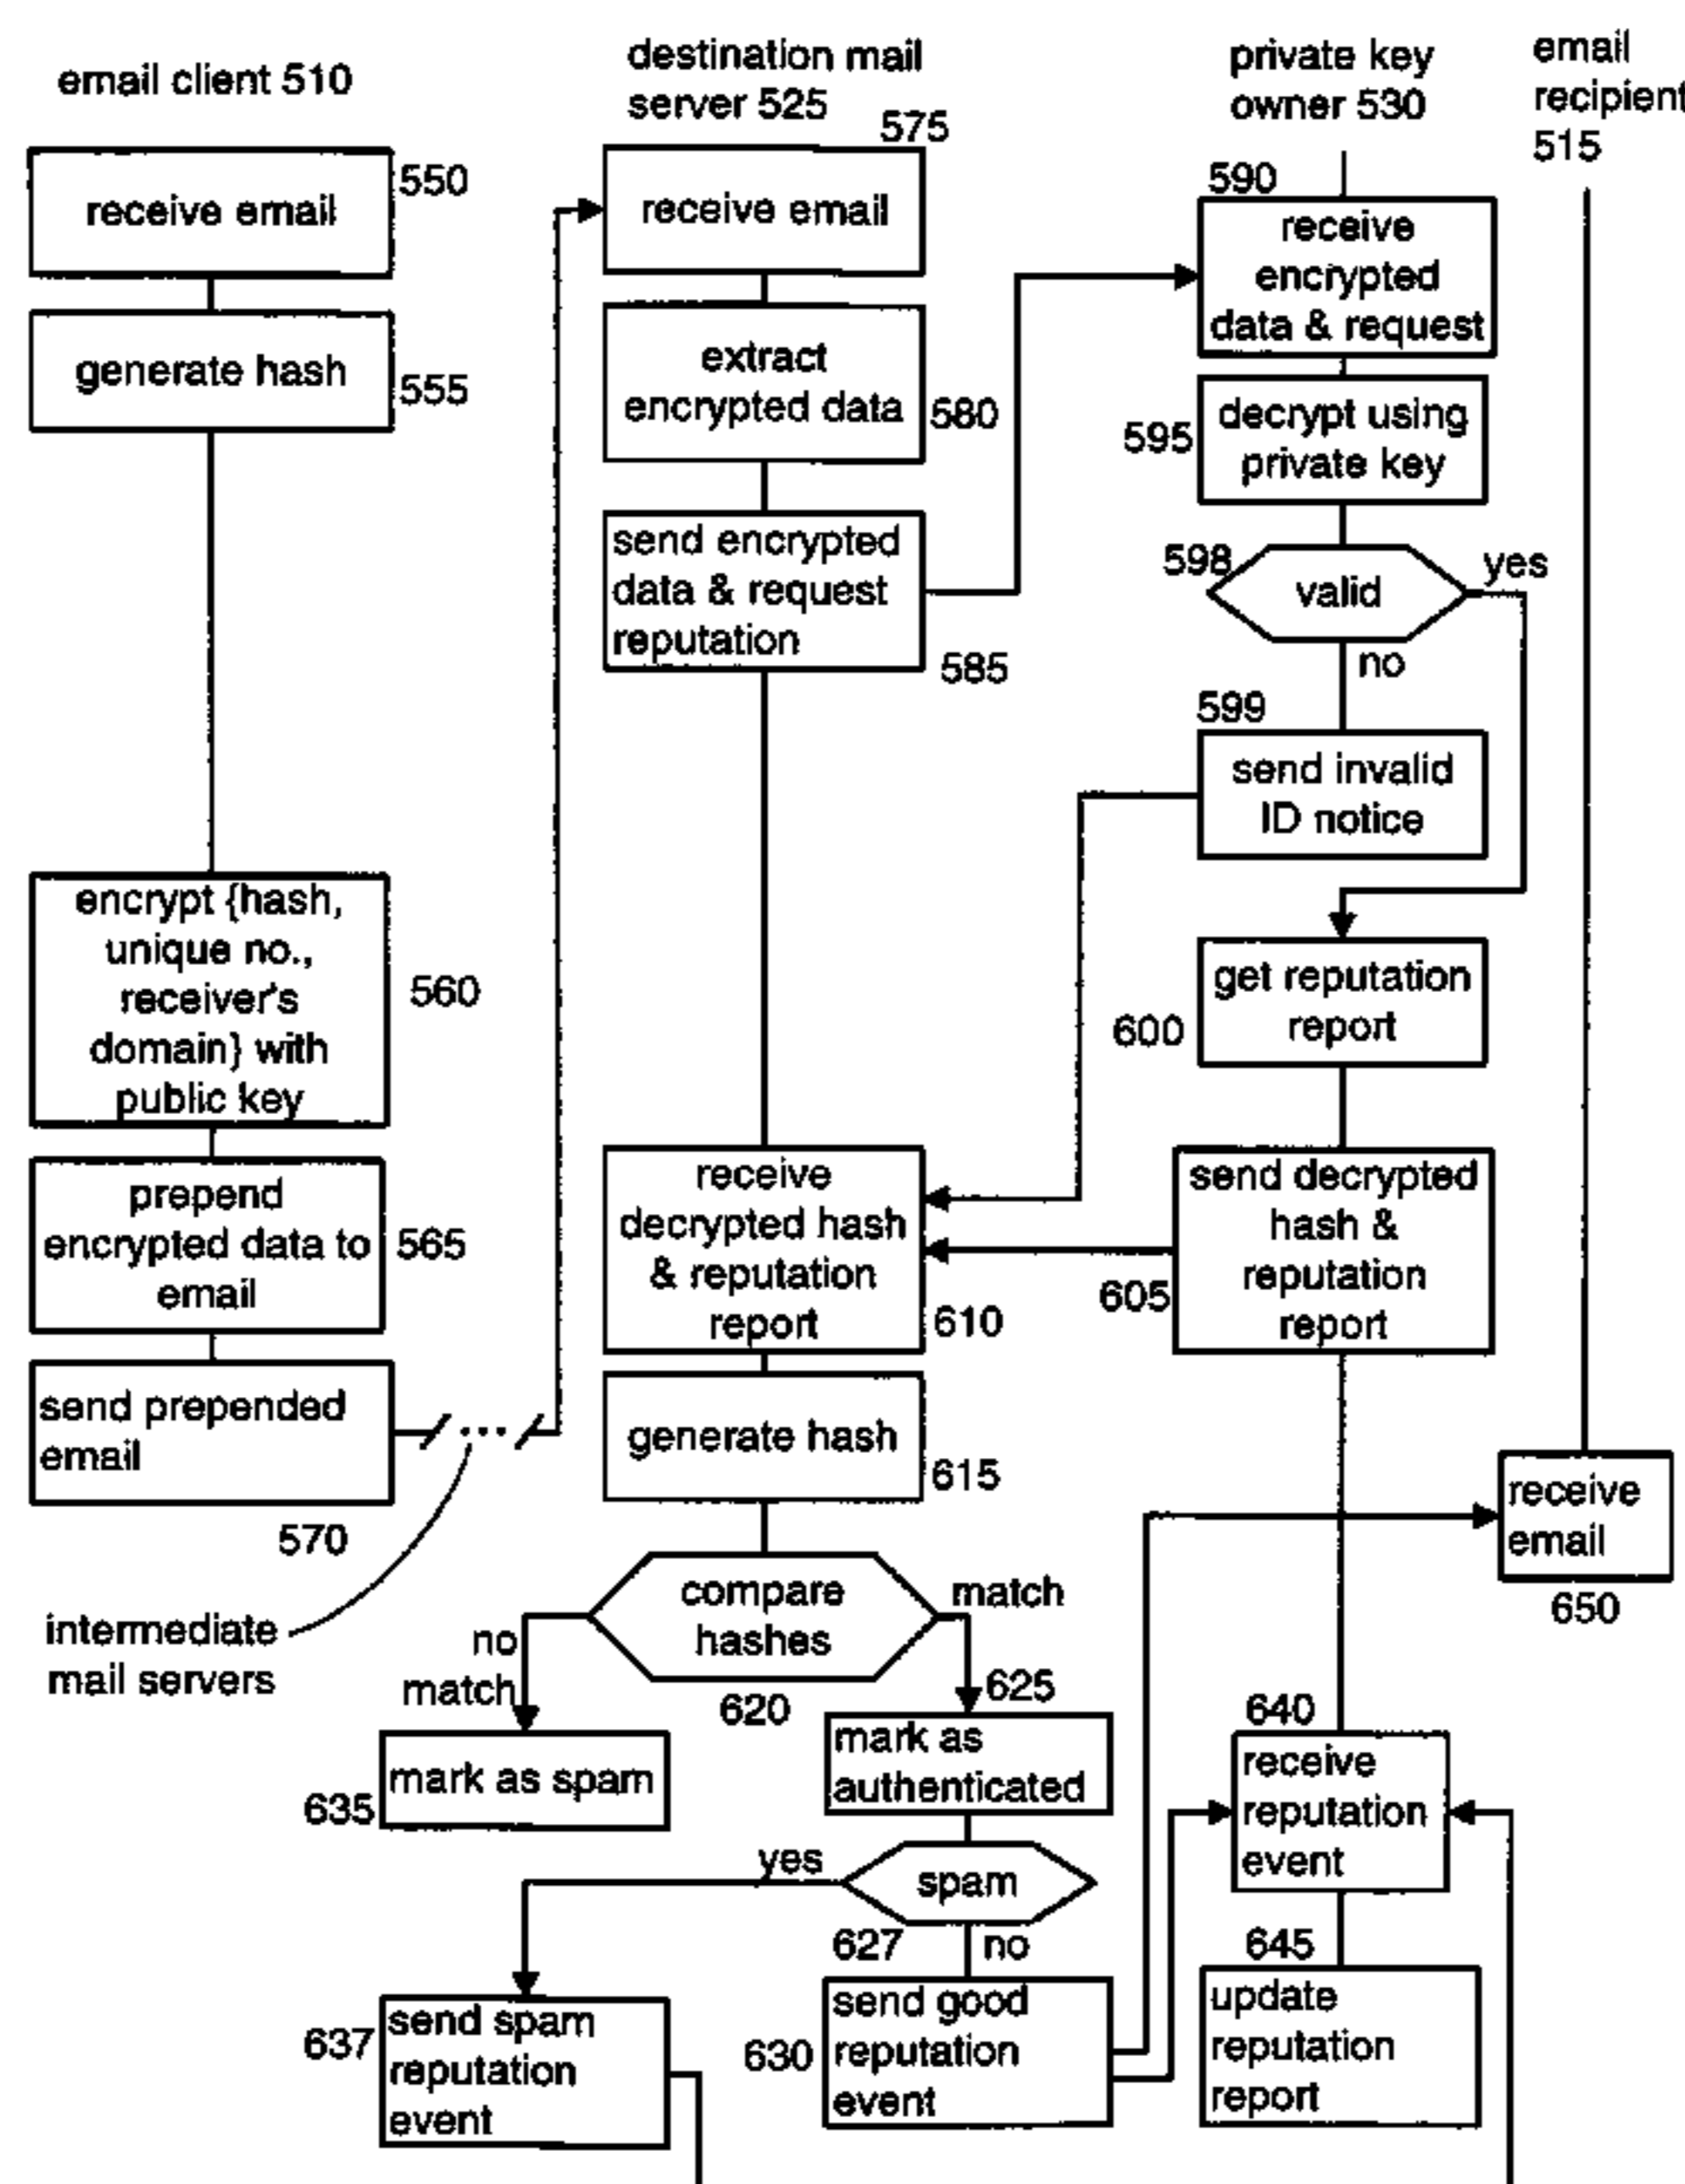 email client 510
receive email
550
generate hash
555
encrypt {hash,
unique no.,
receiver's
domain} with
public key
560
prepend
encrypted data to
email
565
send prepended
email
570
intermediate
mail servers
destination mail
server 525
575
receive email
extract
encrypted data
580
send encrypted
data & request
reputation
585
receive
decrypted hash
& reputation
report
610
generate hash
615
compare
hashes
620
no
match
match
mark as spam
635
625
mark as
authenticated
spam
627
yes
no
send spam
reputation
event
637
send good
reputation
event
630
private key
owner 530
590
receive
encrypted
data & request
595
decrypt using
private key
598
valid
yes
no
599
send invalid
ID notice
get reputation
report
600
send decrypted
hash &
reputation
report
605
640
receive
reputation
event
645
update
reputation
report
email
recipient
515
receive
email
650